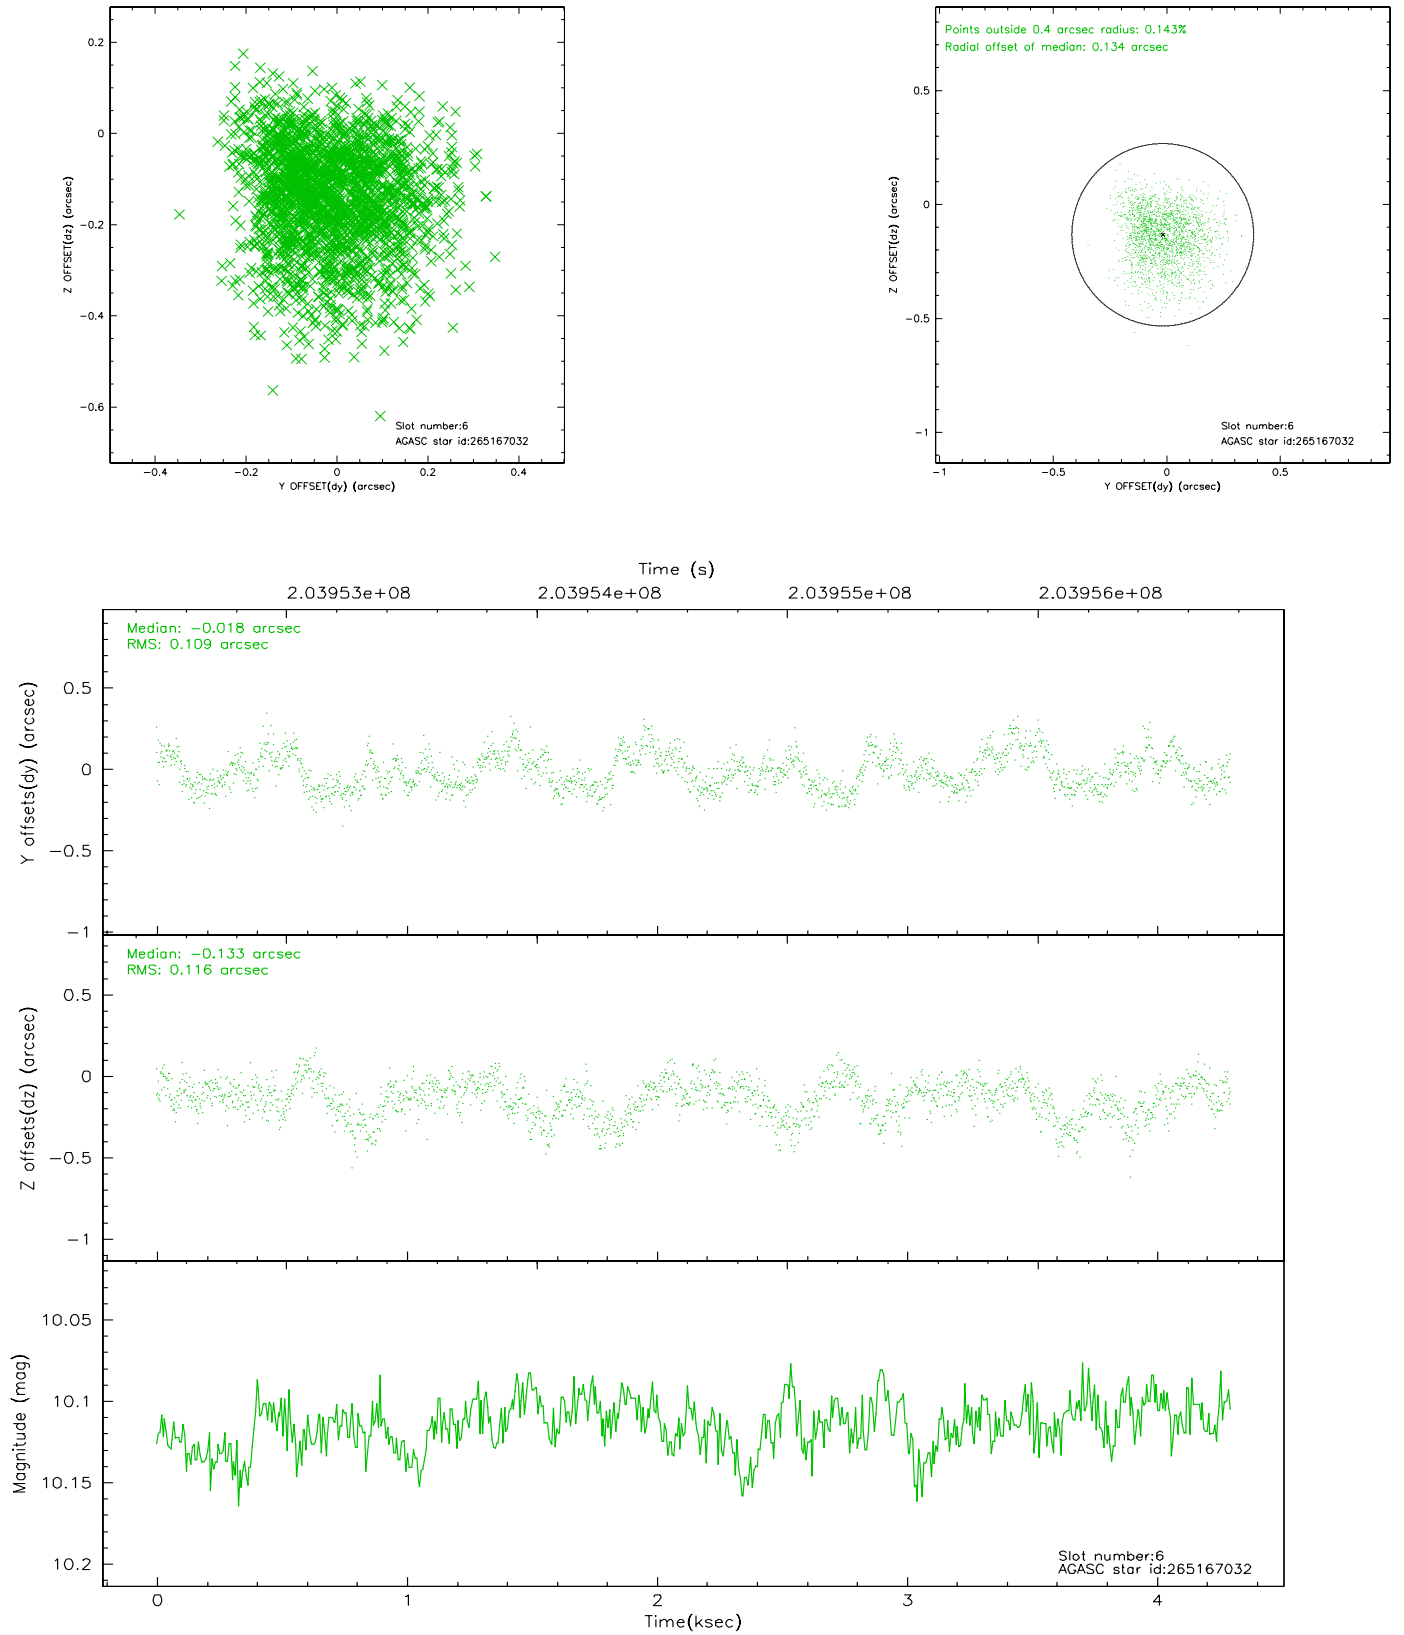 0.2
0
−0.2
−0.4
−0.6
−0.4
−0.2
0
0.2
0.4
Z OFFSET(dz) (arcsec)
Y OFFSET(dy) (arcsec)
Slot number:6
AGASC star id:265167032
Points outside 0.4 arcsec radius: 0.143%
Radial offset of median: 0.134 arcsec
0.5
0
−0.5
−1
−1
−0.5
0
0.5
Z OFFSET(dz) (arcsec)
Y OFFSET(dy) (arcsec)
Slot number:6
AGASC star id:265167032
Time (s)
2.03953e+08
2.03954e+08
2.03955e+08
2.03956e+08
Median: −0.018 arcsec
RMS: 0.109 arcsec
0.5
0
−0.5
−1
Y offsets(dy) (arcsec)
Median: −0.133 arcsec
RMS: 0.116 arcsec
0.5
0
−0.5
−1
Z offsets(dz) (arcsec)
10.05
10.1
10.15
10.2
Magnitude (mag)
Slot number:6
AGASC star id:265167032
0
1
2
3
4
Time(ksec)